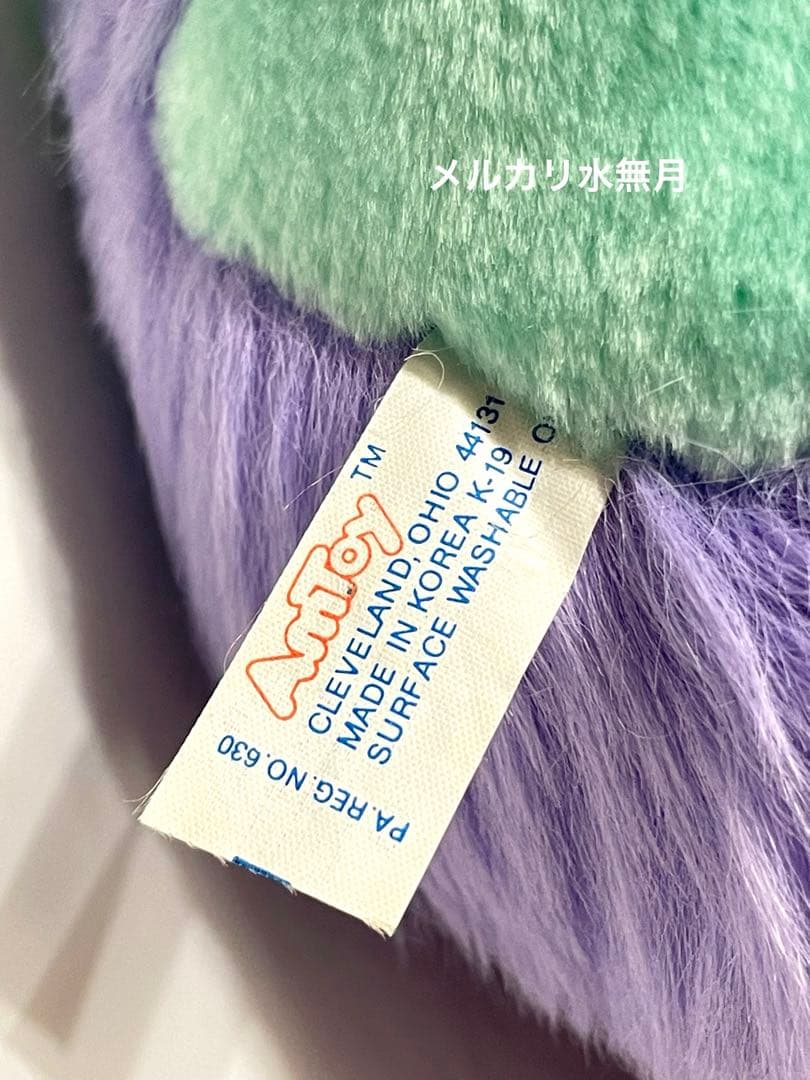 メルカリ水無月
AmToy TM
CLEVELAND, OHIO 44131
MADE IN KOREA K-19
SURFACE WASHABLE
PA.REG.NO.630